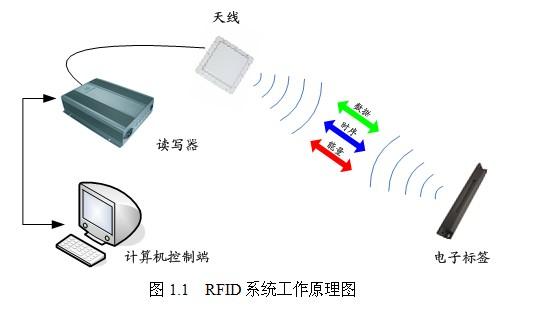 天线
数据
时序
能量
读写器
计算机控制端
电子标签
图 1.1 RFID 系统工作原理图